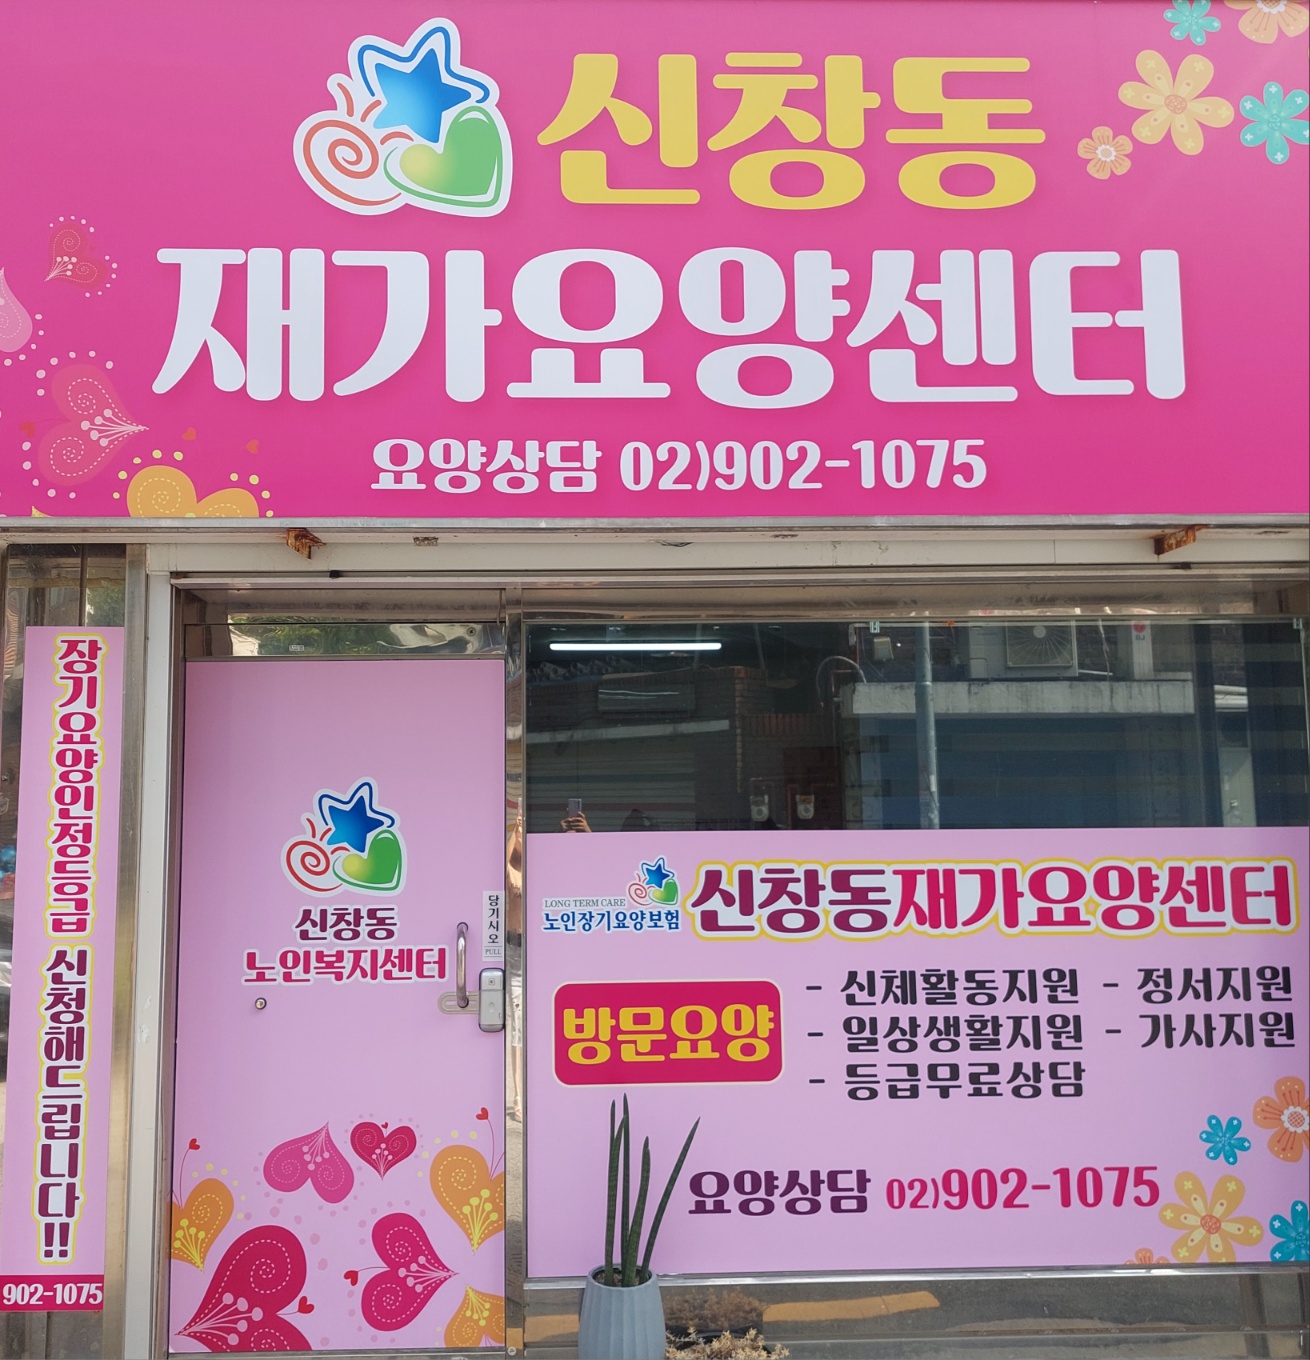 신창동
재가요양센터
요양상담 02)902-1075
장기요양인정등급 신청해드립니다!!
902-1075
신창동
노인복지센터
당기시오
PULL
LONG TERM CARE
노인장기요양보험
신창동재가요양센터
방문요양
- 신체활동지원 - 정서지원
- 일상생활지원 - 가사지원
- 등급무료상담
요양상담 02)902-1075